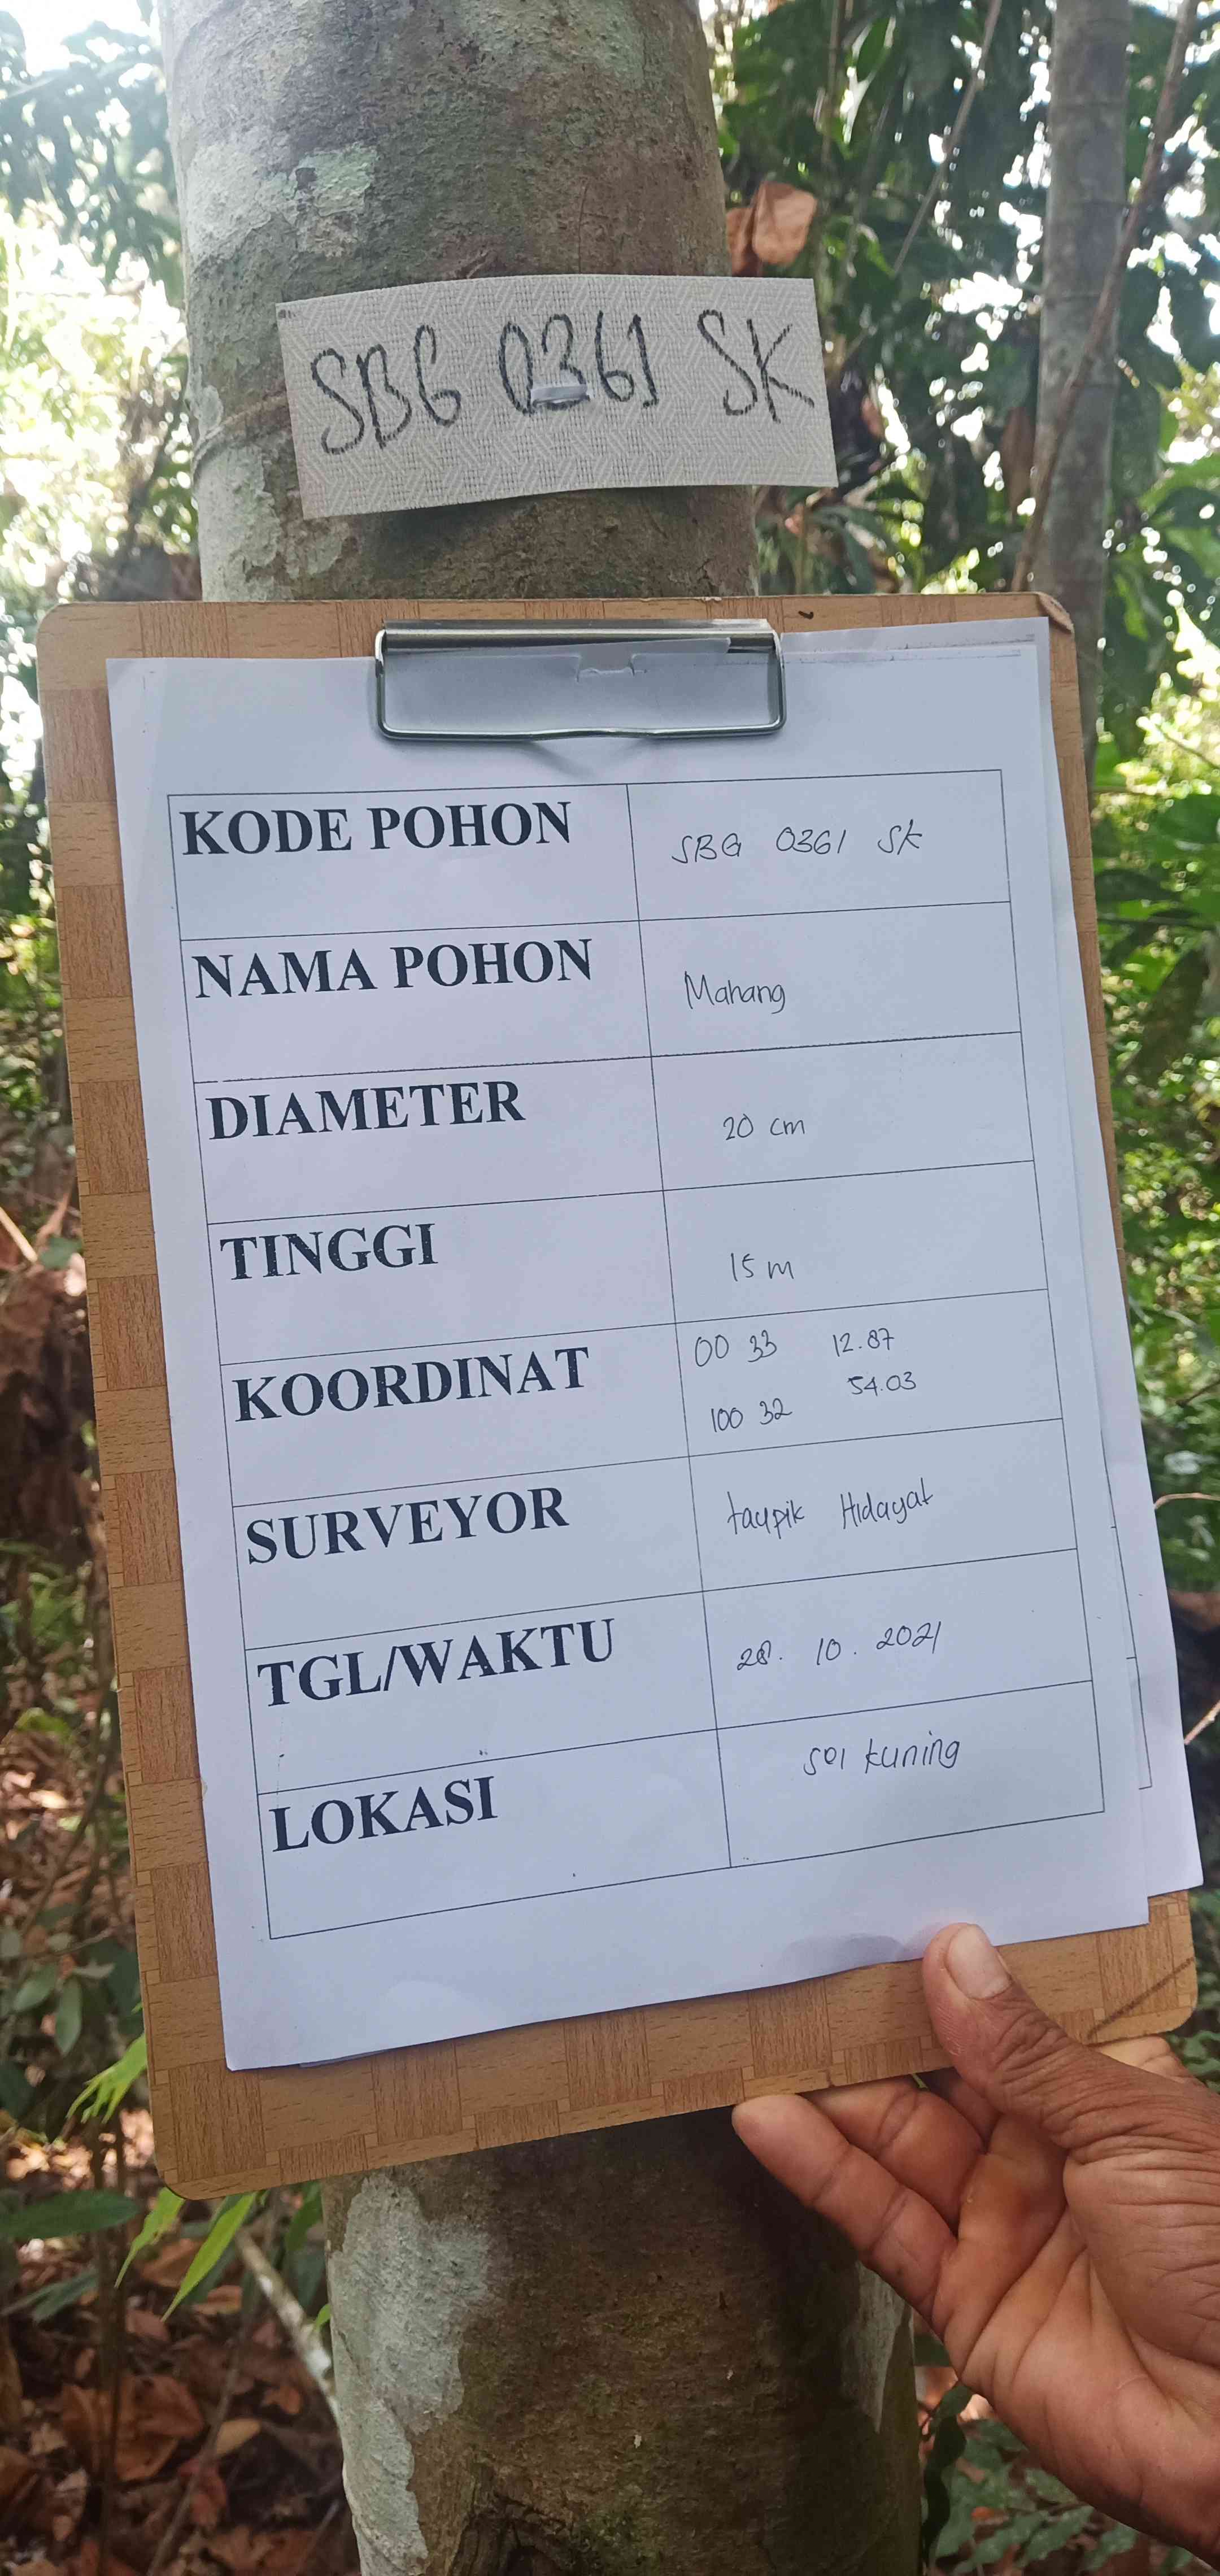 SBG 0361 SK
KODE POHON SBG 0361 SK
NAMA POHON Mahang
DIAMETER 20 cm
TINGGI 15 m
KOORDINAT 00 33 12.87
100 32 54.03
SURVEYOR taupik Hidayat
TGL/WAKTU 28. 10. 2021
LOKASI sei kuning